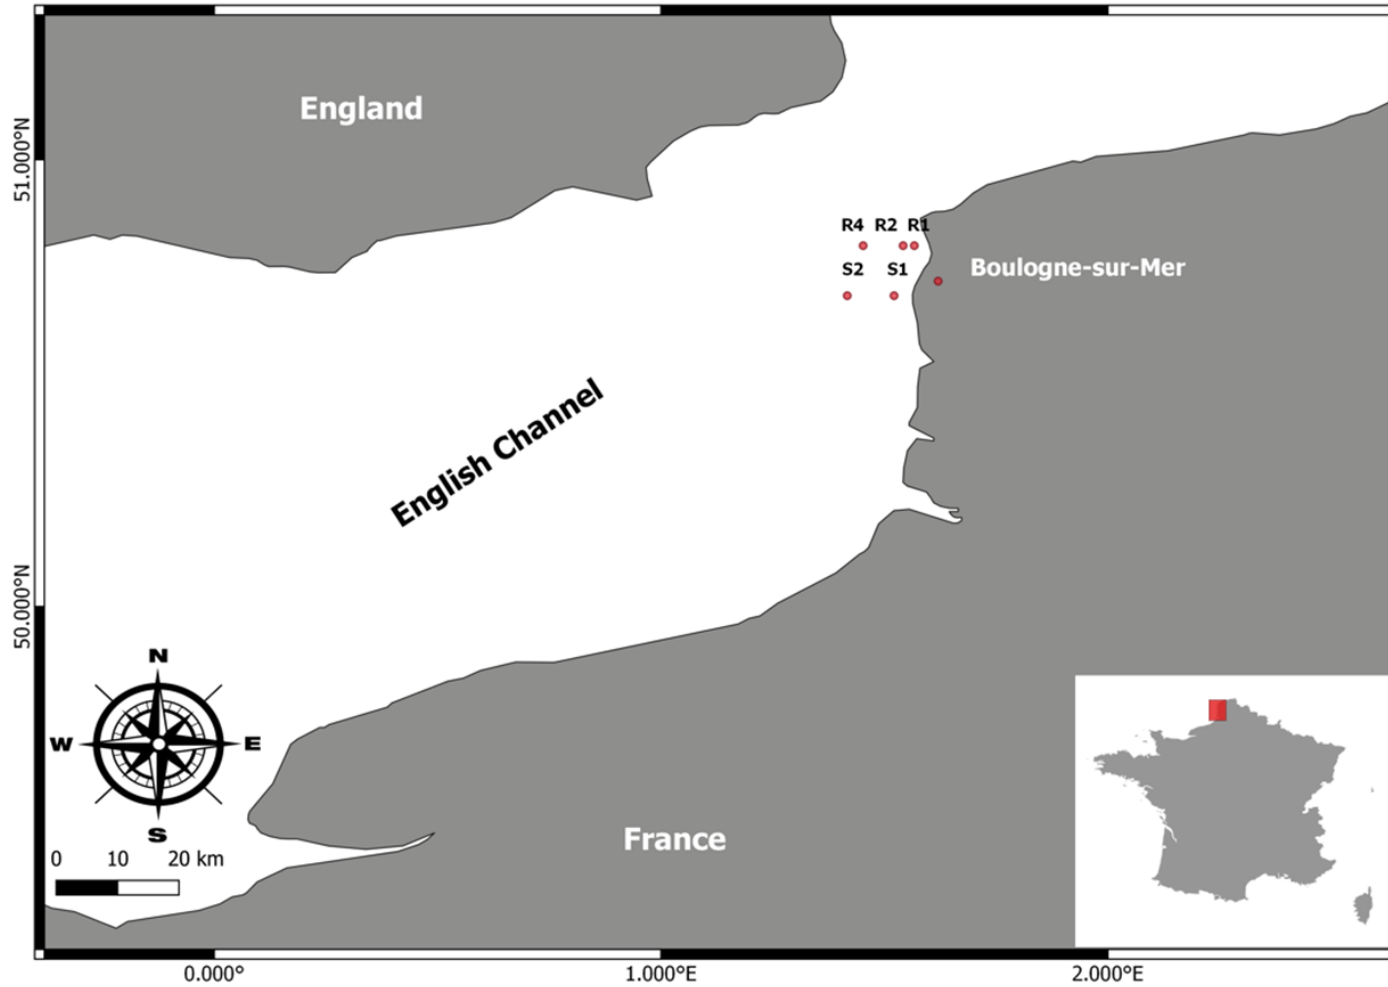 England
51.000°N
R4 R2 R1
S2 S1
Boulogne-sur-Mer
English Channel
50.000°N
N
W E
S
0 10 20 km
France
0.000° 1.000°E 2.000°E